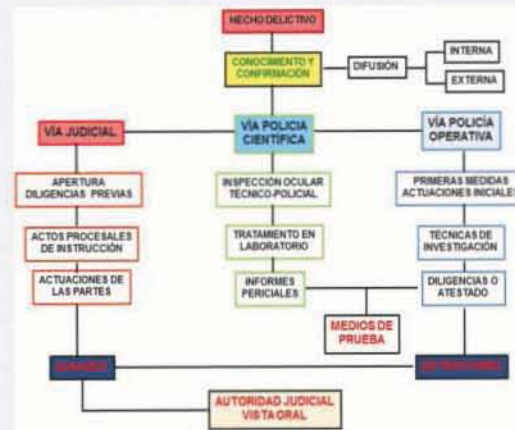 HECHO DELICTIVO
CONOCIMIENTO Y
CONFIRMACIÓN
DIFUSIÓN
INTERNA
EXTERNA
VÍA JUDICIAL
VÍA POLICIA
CIENTÍFICA
VÍA POLICÍA
OPERATIVA
APERTURA
DILIGENCIAS PREVIAS
INSPECCIÓN OCULAR
TÉCNICO-POLICIAL
PRIMERAS MEDIDAS
ACTUACIONES INICIALES
ACTOS PROCESALES
DE INSTRUCCIÓN
TRATAMIENTO EN
LABORATORIO
TÉCNICAS DE
INVESTIGACIÓN
ACTUACIONES DE
LAS PARTES
INFORMES
PERICIALES
DILIGENCIAS O
ATESTADO
MEDIOS DE
PRUEBA
AUTORIDAD JUDICIAL
VISTA ORAL